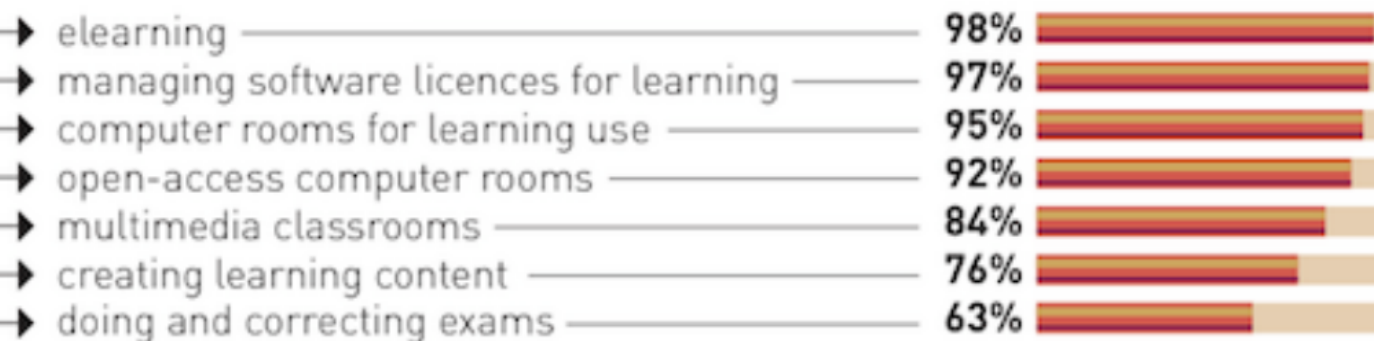 elearning 98%
managing software licences for learning 97%
computer rooms for learning use 95%
open-access computer rooms 92%
multimedia classrooms 84%
creating learning content 76%
doing and correcting exams 63%